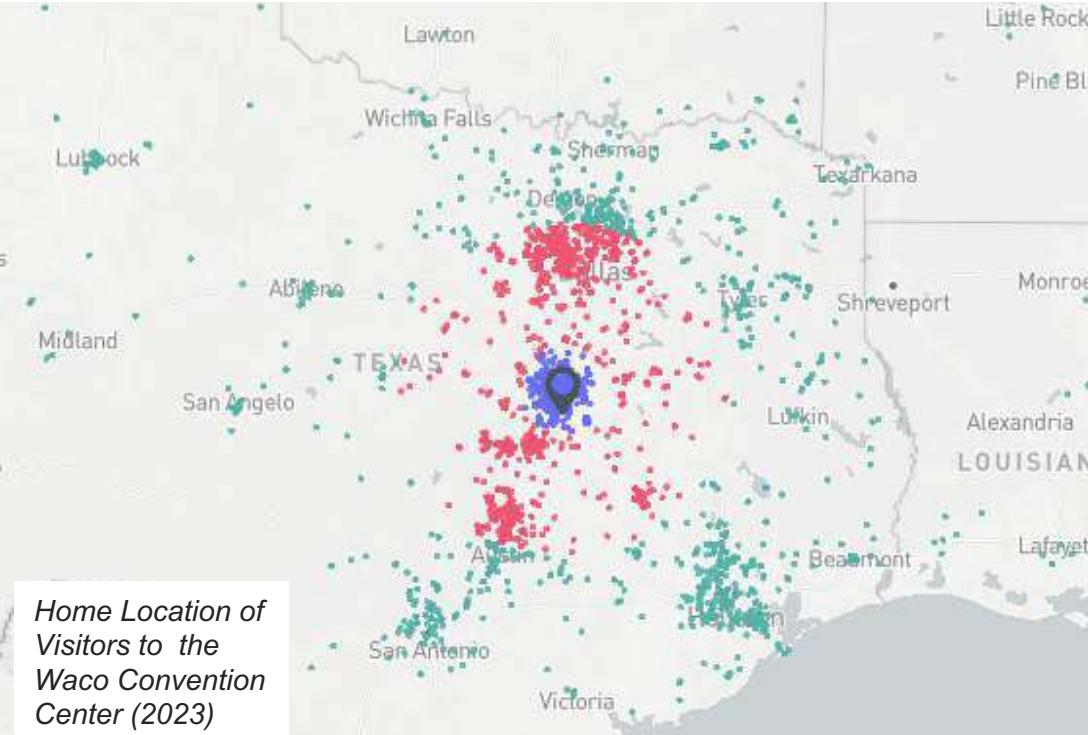 Little Rock
Lawton
Pine Bl
Wichita Falls
Sherman
Lubbock
Texarkana
Denton
Dallas
Monroe
Abilene
Tyler
Shreveport
Midland
TEXAS
San Angelo
Lufkin
Alexandria
LOUISIAN
Austin
Beaumont
Lafayet
Home Location of
Visitors to the
Waco Convention
Center (2023)
Houston
San Antonio
Victoria